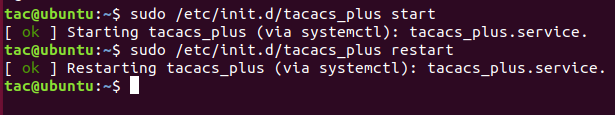 tac@ubuntu:~$ sudo /etc/init.d/tacacs_plus start
[ ok ] Starting tacacs_plus (via systemctl): tacacs_plus.service.
tac@ubuntu:~$ sudo /etc/init.d/tacacs_plus restart
[ ok ] Restarting tacacs_plus (via systemctl): tacacs_plus.service.
tac@ubuntu:~$